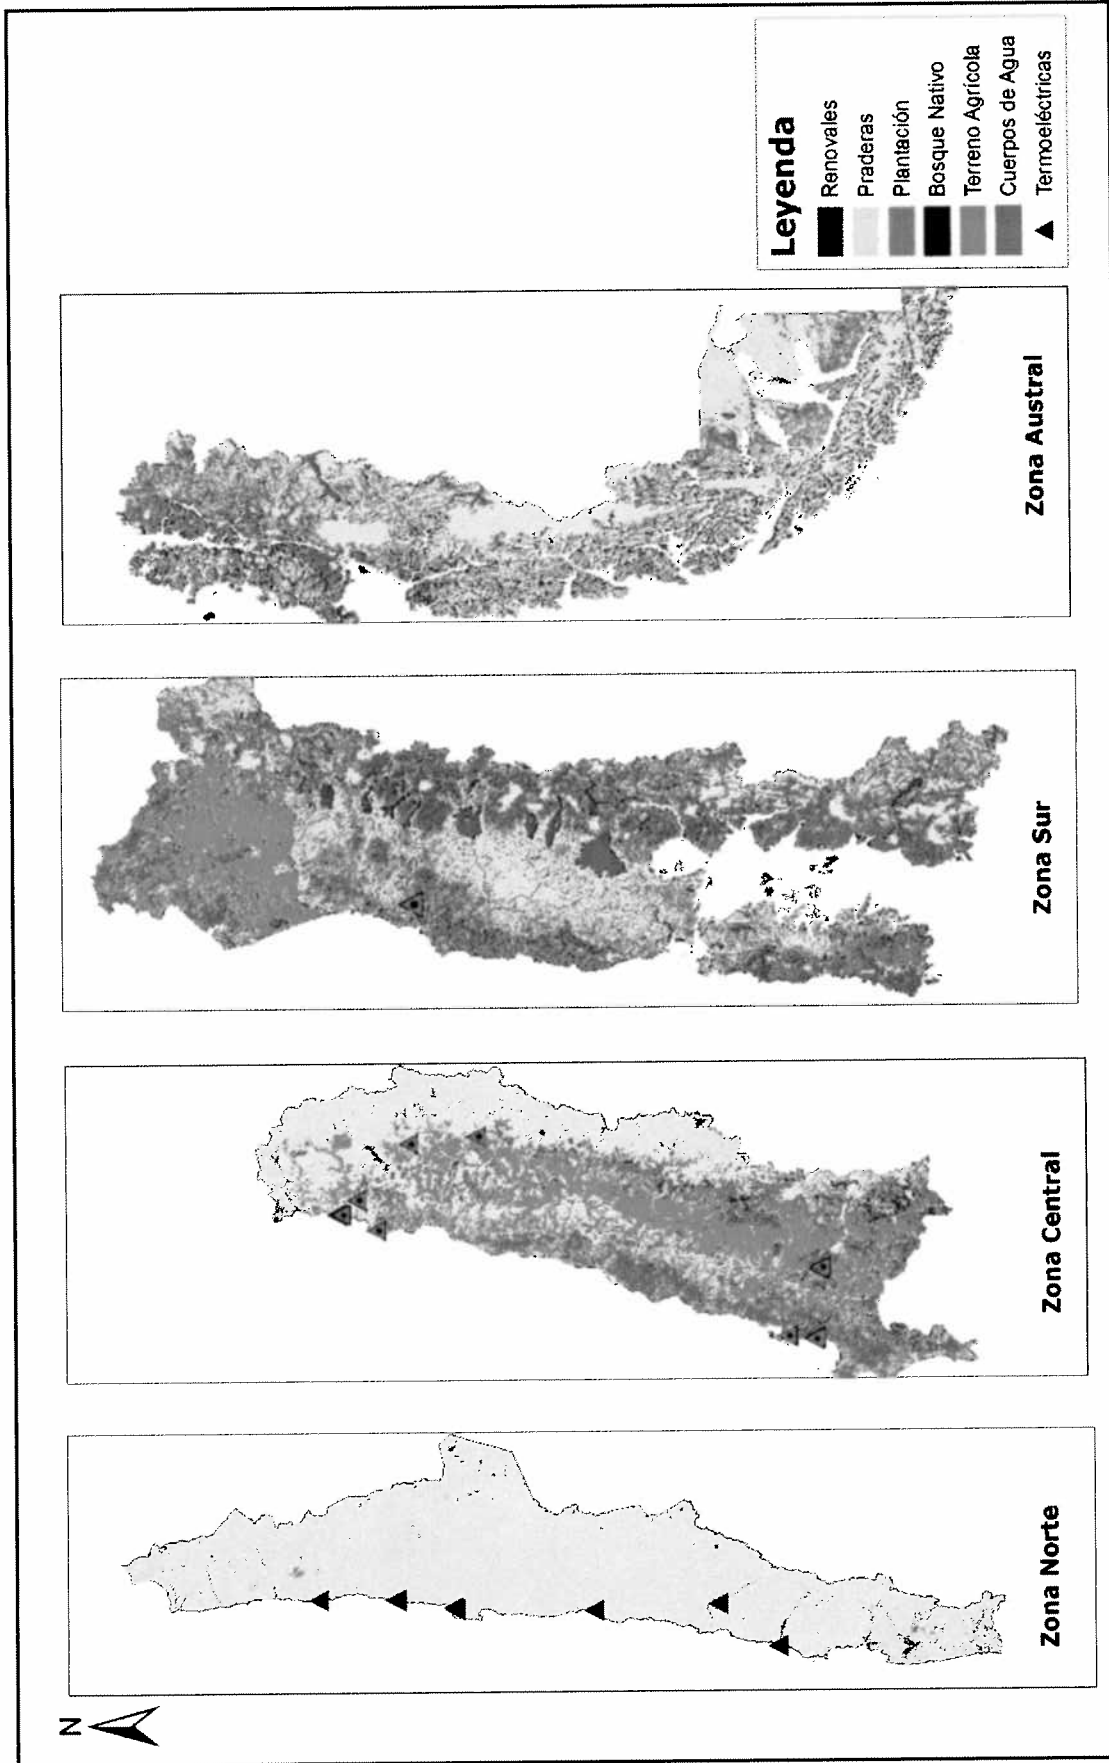 N
Zona Norte
Zona Central
Zona Sur
Zona Austral
Leyenda
Renovales
Praderas
Plantación
Bosque Nativo
Terreno Agrícola
Cuerpos de Agua
Termoeléctricas